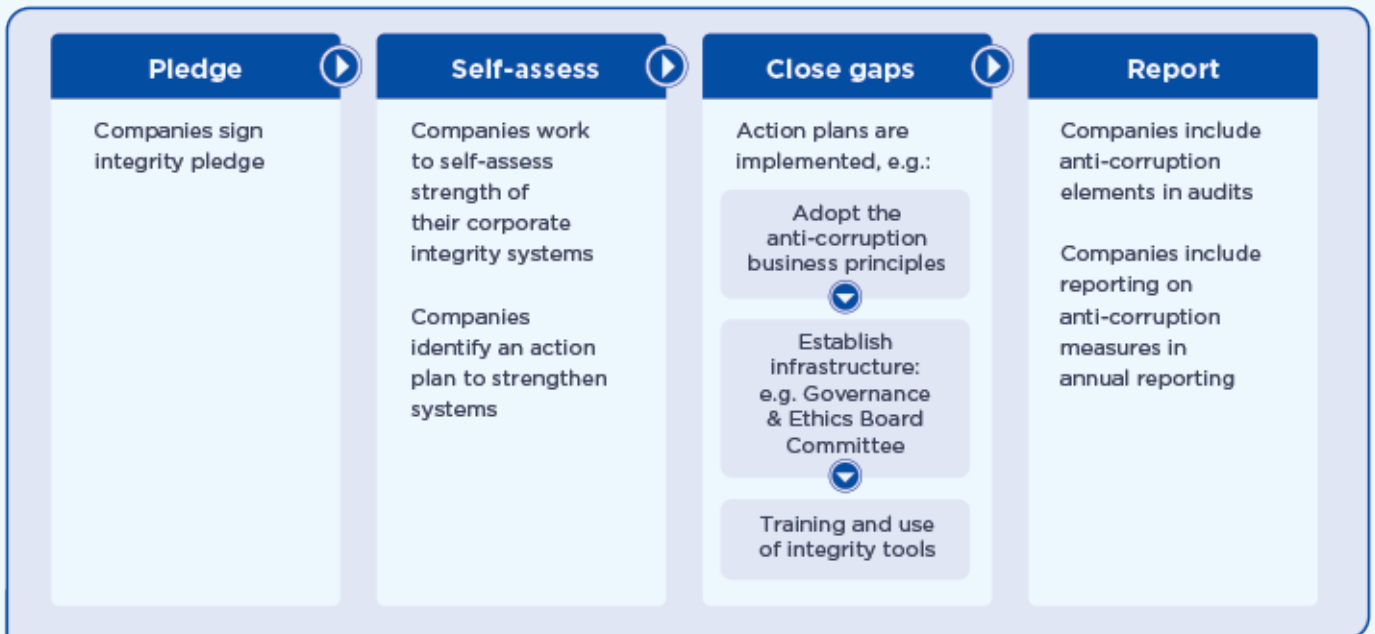 Pledge
Companies sign
integrity pledge
Self-assess
Companies work
to self-assess
strength of
their corporate
integrity systems
Companies
identify an action
plan to strengthen
systems
Close gaps
Action plans are
implemented, e.g.:
Adopt the
anti-corruption
business principles
Establish
infrastructure:
e.g. Governance
& Ethics Board
Committee
Training and use
of integrity tools
Report
Companies include
anti-corruption
elements in audits
Companies include
reporting on
anti-corruption
measures in
annual reporting